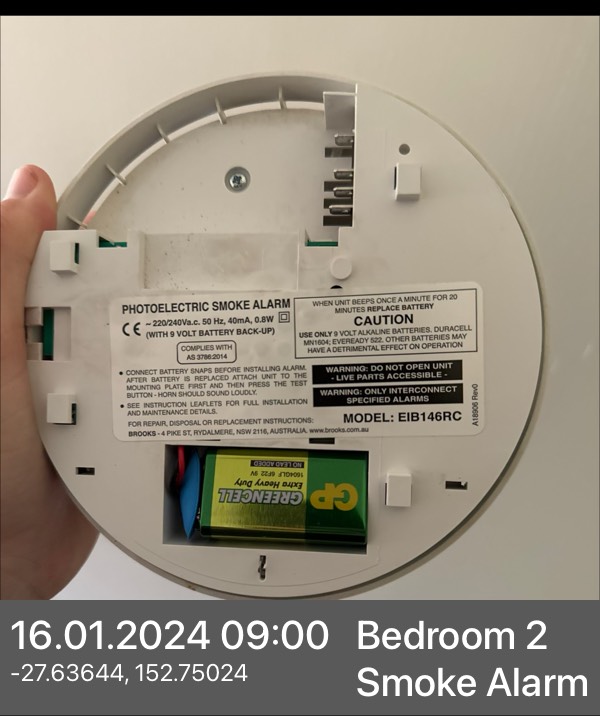 PHOTOELECTRIC SMOKE ALARM
CE ~ 220/240Va.c. 50 Hz, 40mA, 0.8W
(WITH 9 VOLT BATTERY BACK-UP)
COMPLIES WITH
AS 3786:2014
• CONNECT BATTERY SNAPS BEFORE INSTALLING ALARM.
AFTER BATTERY IS REPLACED ATTACH UNIT TO THE
MOUNTING PLATE FIRST AND THEN PRESS THE TEST
BUTTON - HORN SHOULD SOUND LOUDLY.
• SEE INSTRUCTION LEAFLETS FOR FULL INSTALLATION
AND MAINTENANCE DETAILS.
FOR REPAIR, DISPOSAL OR REPLACEMENT INSTRUCTIONS:
BROOKS - 4 PIKE ST, RYDALMERE, NSW 2116, AUSTRALIA. www.brooks.com.au
WHEN UNIT BEEPS ONCE A MINUTE FOR 20
MINUTES REPLACE BATTERY
CAUTION
USE ONLY 9 VOLT ALKALINE BATTERIES. DURACELL
MN1604; EVEREADY 522. OTHER BATTERIES MAY
HAVE A DETRIMENTAL EFFECT ON OPERATION
WARNING: DO NOT OPEN UNIT
- LIVE PARTS ACCESSIBLE -
WARNING: ONLY INTERCONNECT
SPECIFIED ALARMS
MODEL: EIB146RC
A18906 Rev0
GP
GREENCELL
Extra Heavy Duty
1604GLF 6F22 9V
NO LEAD ADDED
16.01.2024 09:00
-27.63644, 152.75024
Bedroom 2
Smoke Alarm